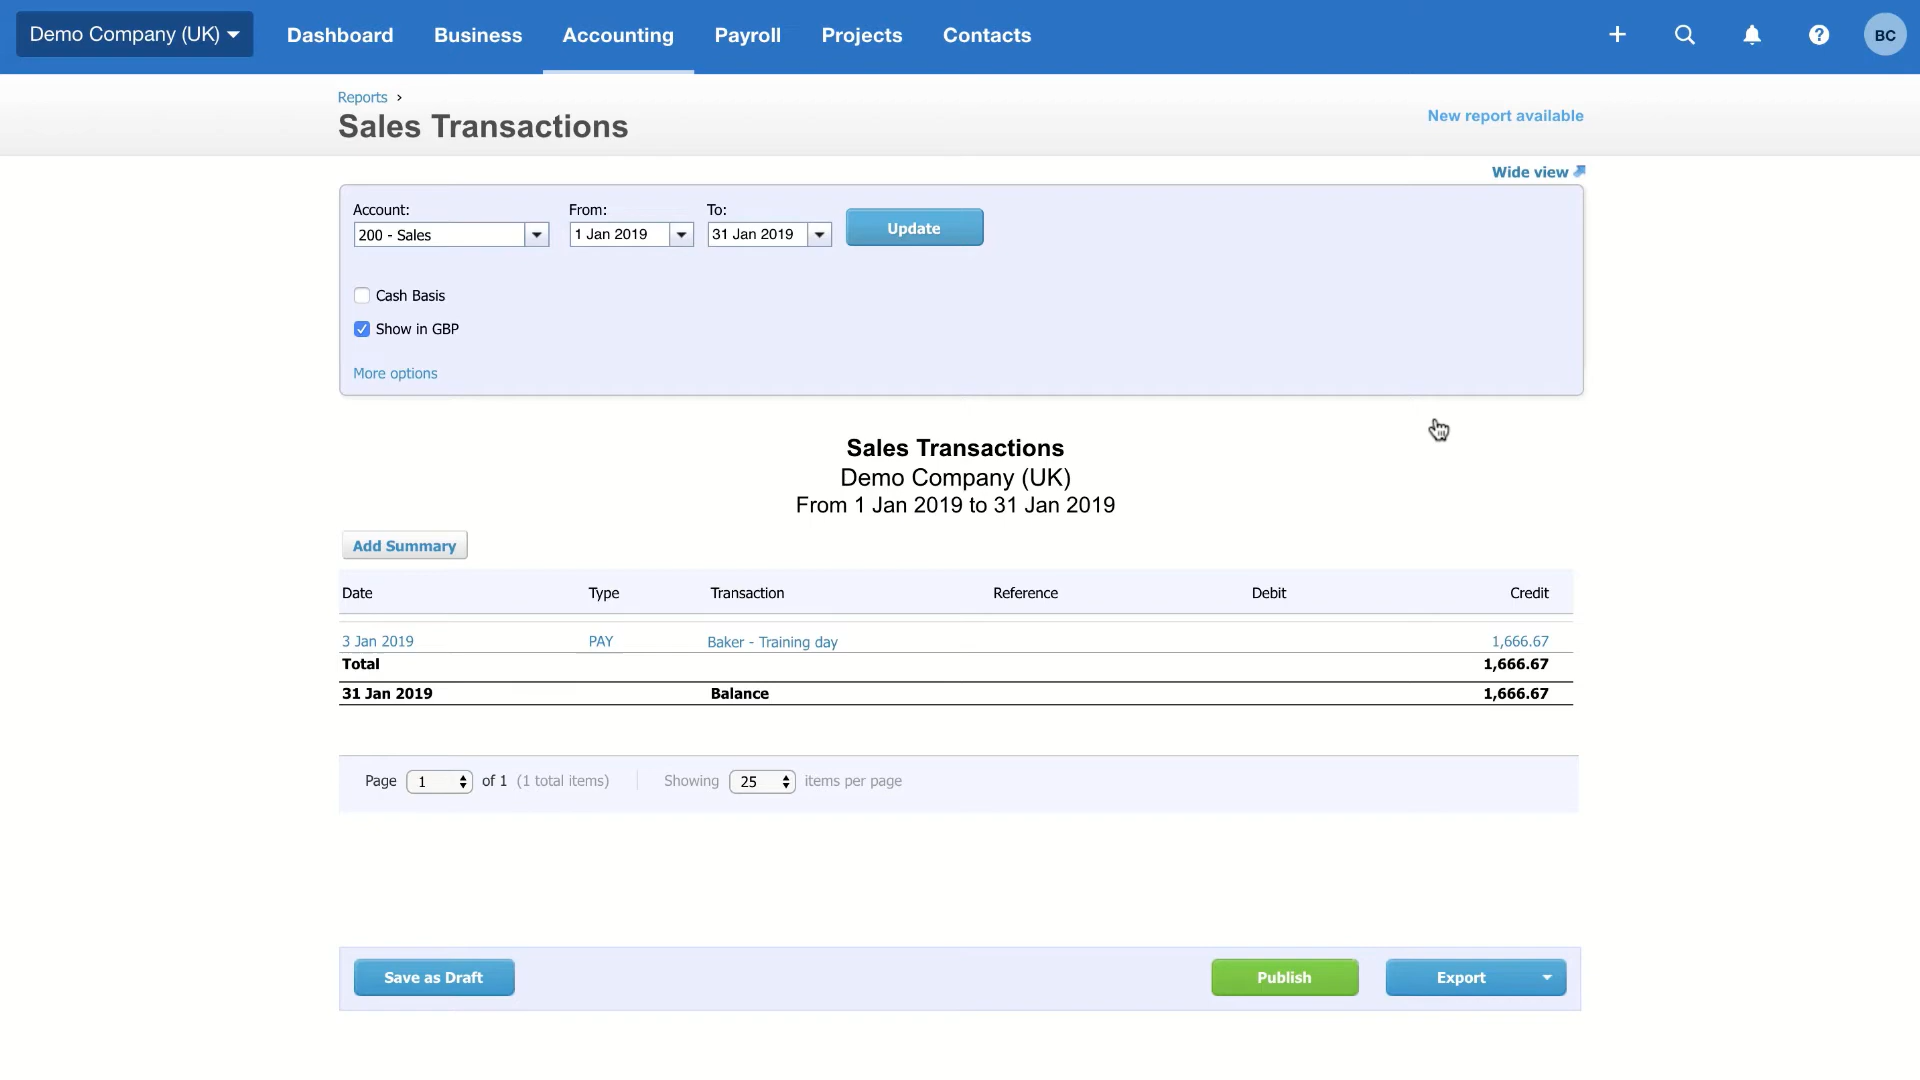 Demo Company (UK) Dashboard Business Accounting Payroll Projects Contacts + ? BC
Reports ›
Sales Transactions
New report available
Wide view
Account: From: To:
200 - Sales 1 Jan 2019 31 Jan 2019 Update
Cash Basis
Show in GBP
More options
Sales Transactions
Demo Company (UK)
From 1 Jan 2019 to 31 Jan 2019
Add Summary
Date Type Transaction Reference Debit Credit
3 Jan 2019 PAY Baker - Training day 1,666.67
Total 1,666.67
31 Jan 2019 Balance 1,666.67
Page 1 of 1 (1 total items) Showing 25 items per page
Save as Draft Publish Export